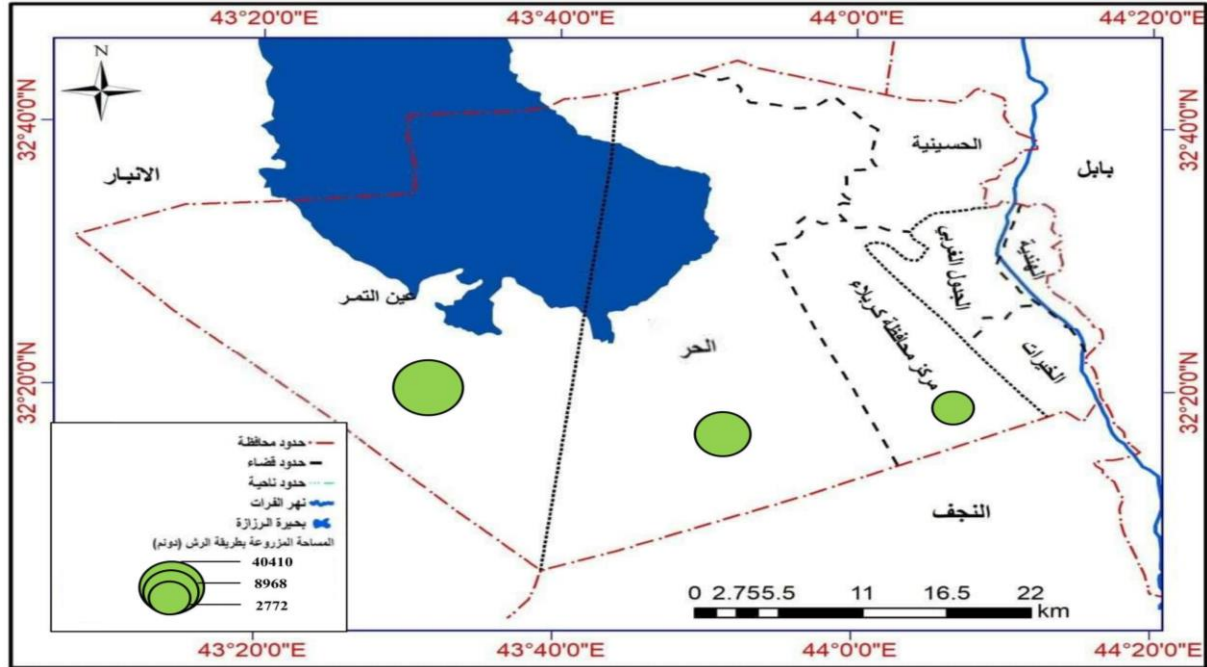 43°20'0"E 43°40'0"E 44°0'0"E 44°20'0"E
N
32°40'0"N
32°40'0"N
الحسينية
بابل
الانبار
الهندية
الجدول الغربي
عين التمر
الحر
مركز محافظة كربلاء
الخيرات
32°20'0"N
32°20'0"N
النجف
حدود محافظة
حدود قضاء
حدود ناحية
نهر الفرات
بحيرة الرزازة
المساحة المزروعة بطريقة الرش (دونم)
40410
8968
2772
0 2.75 5.5 11 16.5 22
km
43°20'0"E 43°40'0"E 44°0'0"E 44°20'0"E